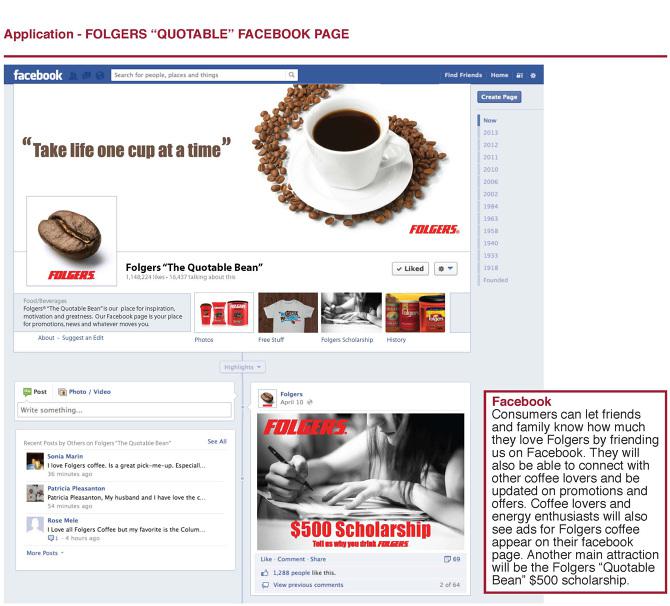 Application - FOLGERS “QUOTABLE” FACEBOOK PAGE
facebook
Search for people, places and things
Find Friends
Home
Create Page
“Take life one cup at a time”
FOLGERS
Now
2013
2012
2011
2010
2006
2002
1984
1963
1958
1940
1933
1918
Founded
FOLGERS
Folgers “The Quotable Bean”
1,148,224 likes • 16,437 talking about this
Liked
Food/Beverages
Folgers® “The Quotable Bean” is our place for inspiration,
motivation and greatness. Our Facebook page is your place
for promotions, news and whatever moves you.
About - Suggest an Edit
Photos
Free Stuff
Folgers Scholarship
History
Highlights
Post
Photo / Video
Write something...
Recent Posts by Others on Folgers “The Quotable Bean”
See All
Sonia Marin
I love Folgers coffee. Is a great pick-me-up. Especiall...
36 minutes ago
Patricia Pleasanton
Patricia Pleasanton, My husband and I have love the c...
54 minutes ago
Rose Mele
I Love all Folgers Coffee but my favorite is the Colum...
1 · 4 hours ago
More Posts
Folgers
April 10
FOLGERS.
$500 Scholarship
Tell us why you drink FOLGERS
Like · Comment · Share
69
1,288 people like this.
View previous comments
2 of 64
Facebook
Consumers can let friends
and family know how much
they love Folgers by friending
us on Facebook. They will
also be able to connect with
other coffee lovers and be
updated on promotions and
offers. Coffee lovers and
energy enthusiasts will also
see ads for Folgers coffee
appear on their facebook
page. Another main attraction
will be the Folgers “Quotable
Bean” $500 scholarship.